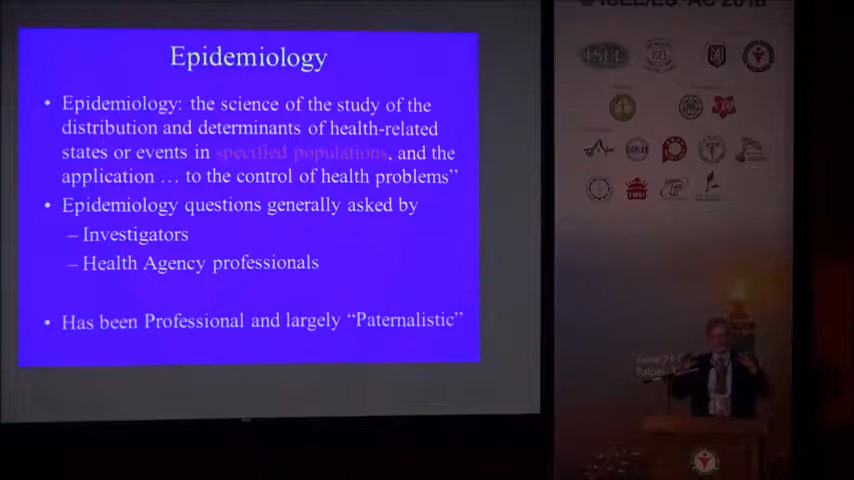 Epidemiology
• Epidemiology: the science of the study of the
distribution and determinants of health-related
states or events in specified populations, and the
application … to the control of health problems”
• Epidemiology questions generally asked by
– Investigators
– Health Agency professionals
• Has been Professional and largely “Paternalistic”